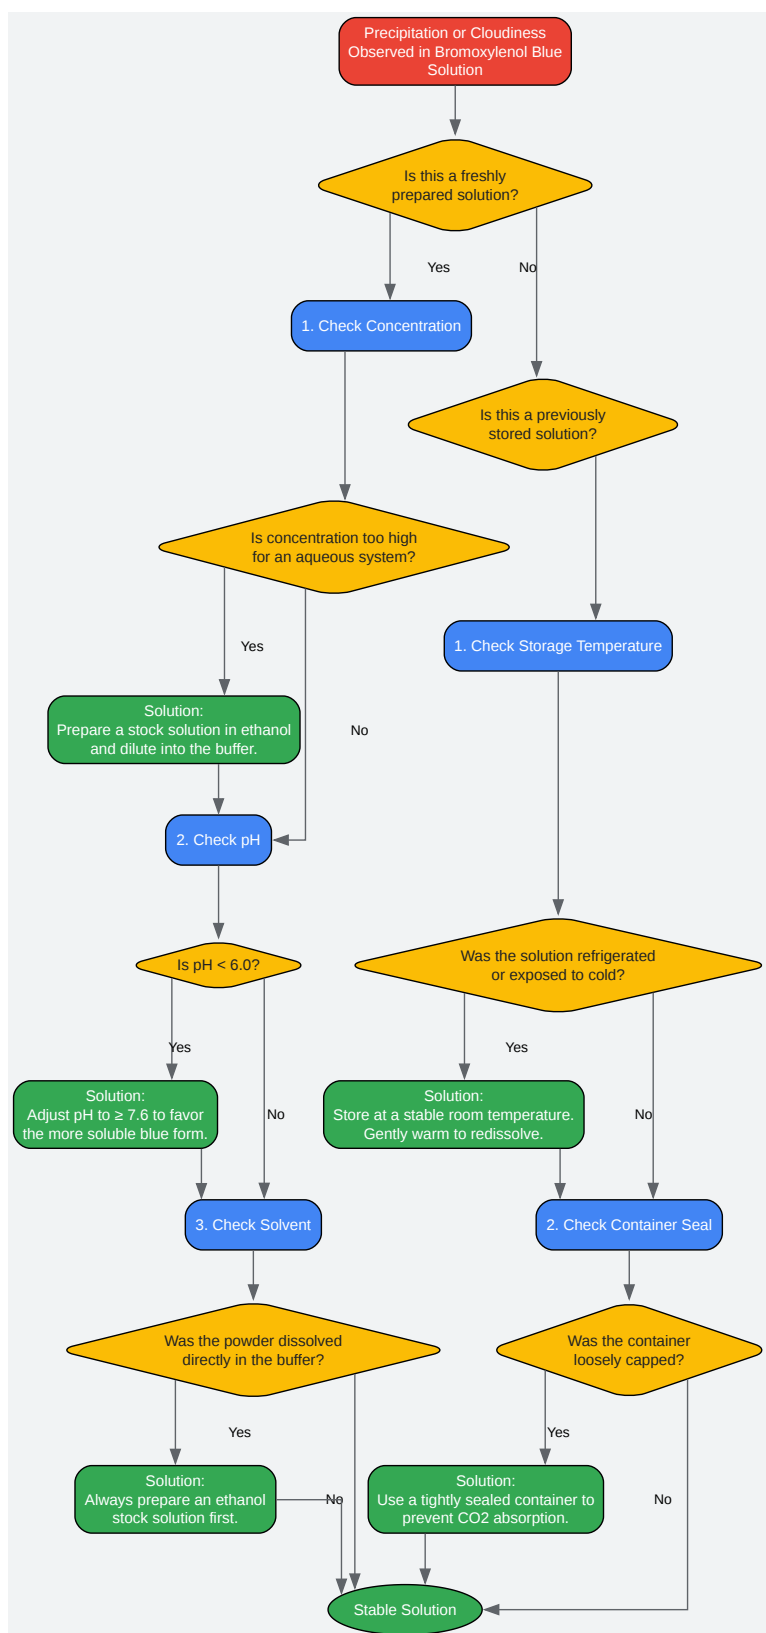 Precipitation or Cloudiness
Observed in Bromoxylenol Blue
Solution
Is this a freshly
prepared solution?
Yes
No
1. Check Concentration
Is this a previously
stored solution?
Is concentration too high
for an aqueous system?
Yes
1. Check Storage Temperature
Solution:
Prepare a stock solution in ethanol
and dilute into the buffer.
No
2. Check pH
Is pH < 6.0?
Was the solution refrigerated
or exposed to cold?
Yes
Yes
Solution:
Adjust pH to ≥ 7.6 to favor
the more soluble blue form.
No
Solution:
Store at a stable room temperature.
Gently warm to redissolve.
No
3. Check Solvent
2. Check Container Seal
Was the powder dissolved
directly in the buffer?
Was the container
loosely capped?
Yes
Yes
Solution:
Always prepare an ethanol
stock solution first.
No
Solution:
Use a tightly sealed container to
prevent CO2 absorption.
No
Stable Solution